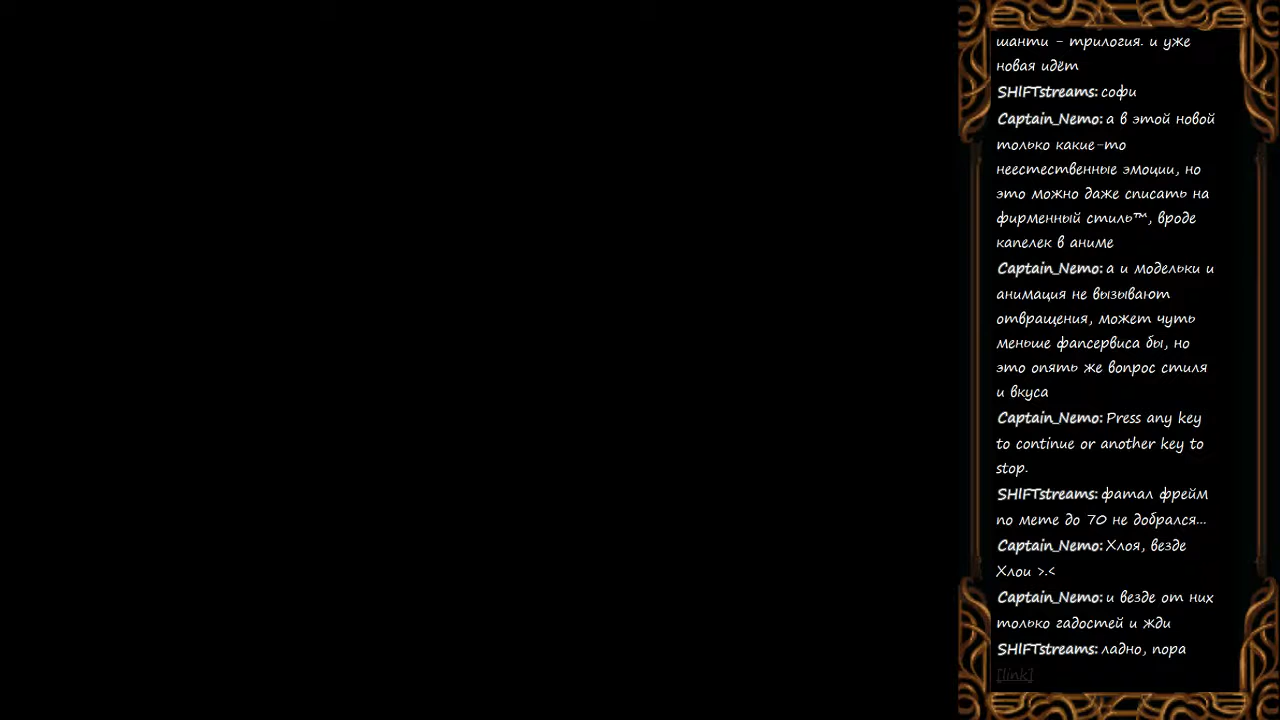 шанти - трилогия. и уже
новая идёт
SHIFTstreams: софи
Captain_Nemo: а в этой новой
только какие-то
неестественные эмоции, но
это можно даже списать на
фирменный стиль™, вроде
капелек в аниме
Captain_Nemo: а и модельки и
анимация не вызывают
отвращения, может чуть
меньше фапсервиса бы, но
это опять же вопрос стиля
и вкуса
Captain_Nemo: Press any key
to continue or another key to
stop.
SHIFTstreams: фатал фрейм
по мете до 70 не добрался...
Captain_Nemo: Хлоя, везде
Хлои >.<
Captain_Nemo: и везде от них
только гадостей и жди
SHIFTstreams: ладно, пора
[link]